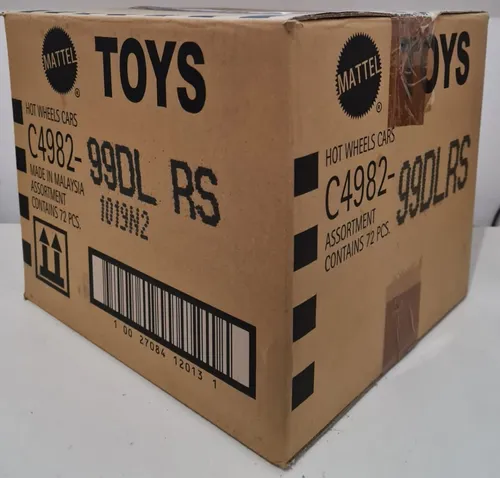 MATTEL
®
TOYS
HOT WHEELS CARS
C4982-99DL RS
MADE IN MALAYSIA
1019N2
ASSORTMENT
CONTAINS 72 PCS.
1 00 27084 12013 1
MATTEL
®
OYS
HOT WHEELS CARS
C4982-99DLRS
ASSORTMENT
CONTAINS 72 PCS.